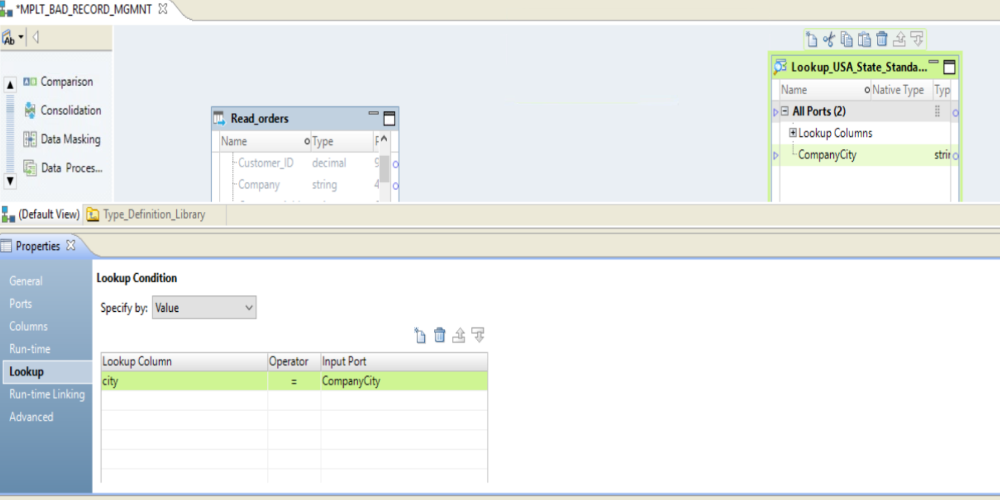 *MPLT_BAD_RECORD_MGMNT
Ab
Comparison
Consolidation
Data Masking
Data Proces...
Read_orders
Name Type
Customer_ID decimal 9
Company string 4
Lookup_USA_State_Standa...
Name Native Type Typ
All Ports (2)
Lookup Columns
CompanyCity
(Default View) Type_Definition_Library
Properties
General
Ports
Columns
Run-time
Lookup
Run-time Linking
Advanced
Lookup Condition
Specify by: Value
Lookup Column Operator Input Port
city = CompanyCity